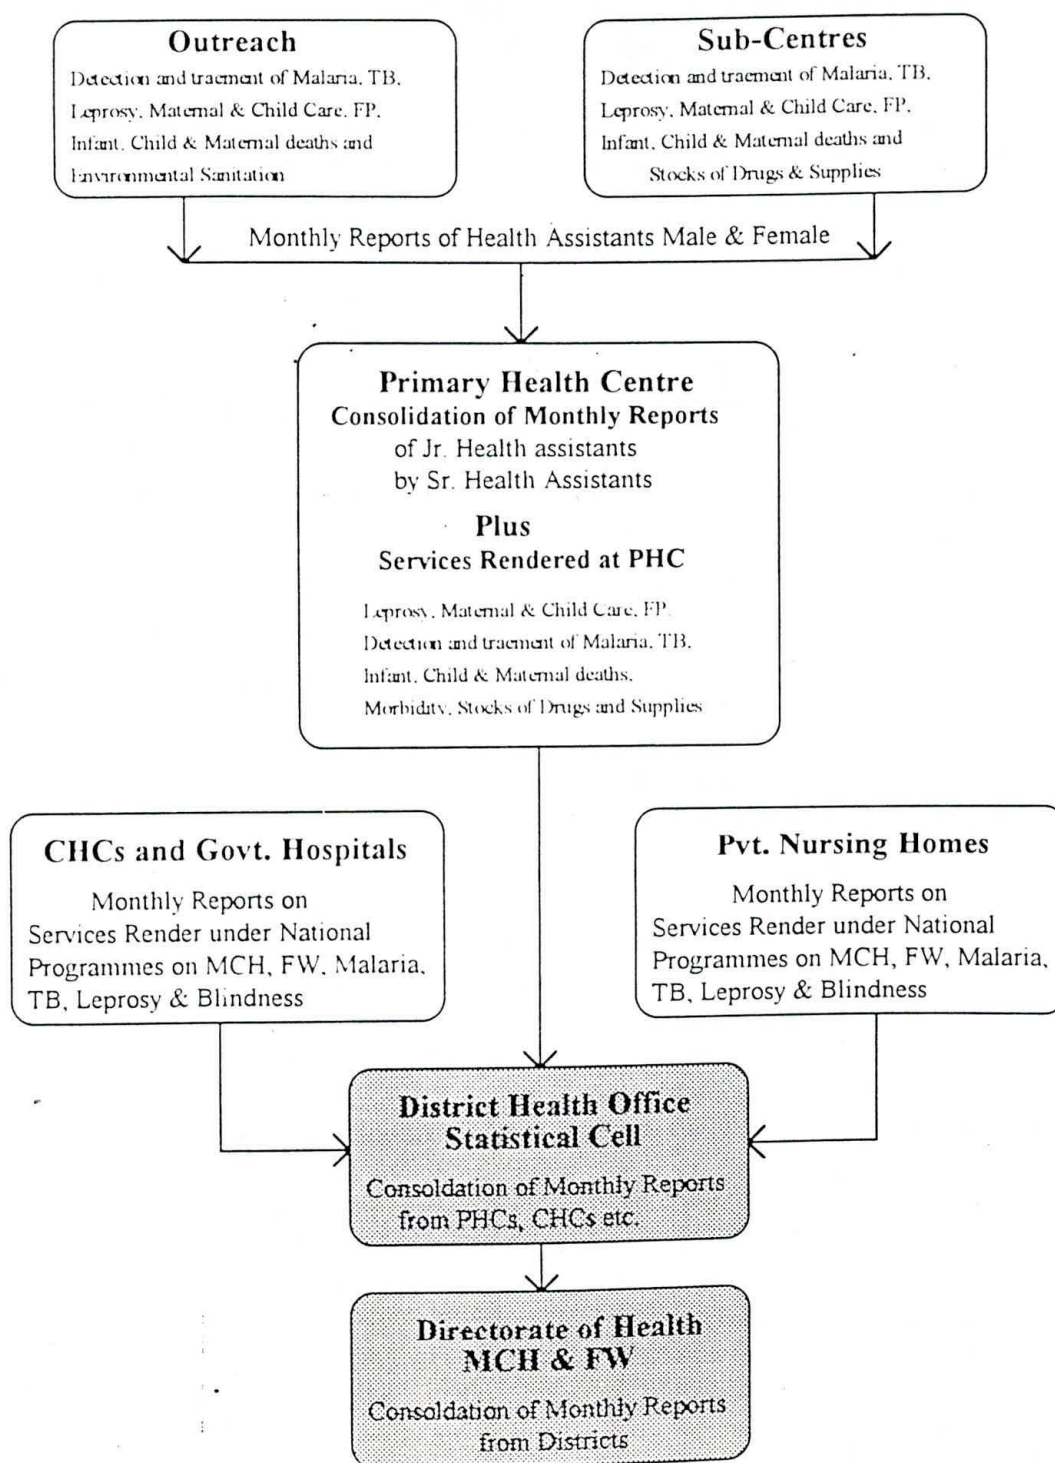 Outreach
Detection and traement of Malaria, TB,
Leprosy, Maternal & Child Care, FP,
Infant, Child & Maternal deaths and
Environmental Sanitation
Sub-Centres
Detection and traement of Malaria, TB,
Leprosy, Maternal & Child Care, FP,
Infant, Child & Maternal deaths and
Stocks of Drugs & Supplies
Monthly Reports of Health Assistants Male & Female
Primary Health Centre
Consolidation of Monthly Reports
of Jr. Health assistants
by Sr. Health Assistants
Plus
Services Rendered at PHC
Leprosy, Maternal & Child Care, FP,
Detection and traement of Malaria, TB,
Infant, Child & Maternal deaths,
Morbidity, Stocks of Drugs and Supplies
CHCs and Govt. Hospitals
Monthly Reports on
Services Render under National
Programmes on MCH, FW, Malaria,
TB, Leprosy & Blindness
Pvt. Nursing Homes
Monthly Reports on
Services Render under National
Programmes on MCH, FW, Malaria,
TB, Leprosy & Blindness
District Health Office
Statistical Cell
Consoldation of Monthly Reports
from PHCs, CHCs etc.
Directorate of Health
MCH & FW
Consoldation of Monthly Reports
from Districts